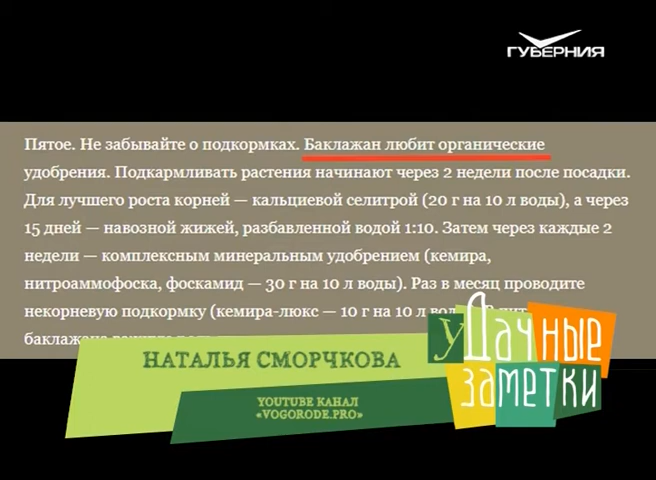 ГУБЕРНИЯ
Пятое. Не забывайте о подкормках. Баклажан любит органические
удобрения. Подкармливать растения начинают через 2 недели после посадки.
Для лучшего роста корней — кальциевой селитрой (20 г на 10 л воды), а через
15 дней — навозной жижей, разбавленной водой 1:10. Затем через каждые 2
недели — комплексным минеральным удобрением (кемира,
нитроаммофоска, фоскамид — 30 г на 10 л воды). Раз в месяц проводите
некорневую подкормку (кемира-люкс — 10 г на 10 л
НАТАЛЬЯ СМОРЧКОВА
YOUTUBE КАНАЛ
«VOGORODE.PRO»
уДачные
заметки